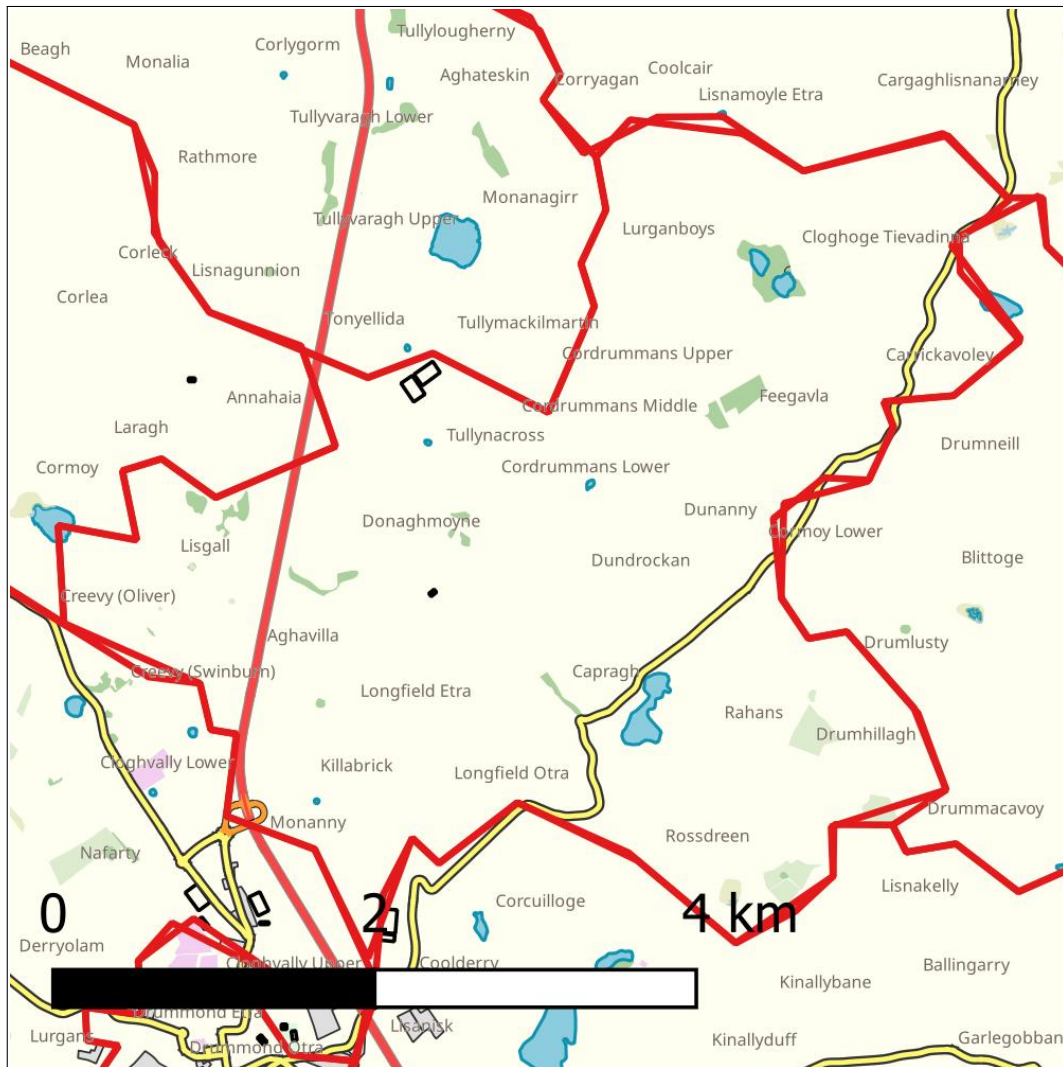 Beagh
Monalia
Corlygorm
Tullylougherny
Aghateskin
Corryagan
Coolcair
Lisnamoyle Etra
Cargaghlisnanarney
Tullyvaragh Lower
Rathmore
Monanagirr
Tullyvaragh Upper
Lurganboys
Cloghoge
Tievadinna
Corleck
Lisnagunnion
Corlea
Tonyellida
Tullymackilmartin
Cordrummans Upper
Carrickavoley
Annahaia
Cordrummans Middle
Feegavla
Laragh
Tullynacross
Drumneill
Cormoy
Cordrummans Lower
Dunanny
Donaghmoyne
Cormoy Lower
Lisgall
Dundrockan
Blittoge
Creevy (Oliver)
Aghavilla
Drumlusty
Creevy (Swinburn)
Capragh
Longfield Etra
Rahans
Drumhillagh
Cloghvally Lower
Killabrick
Longfield Otra
Drummacavoy
Monanny
Rossdreen
Nafarty
Lisnakelly
Corcuilloge
0 2 4 km
Derryolam
Cloghvally Upper
Coolderry
Ballingarry
Kinallybane
Drummond Etra
Lisanisk
Lurgans
Drummond Otra
Kinallyduff
Garlegobban